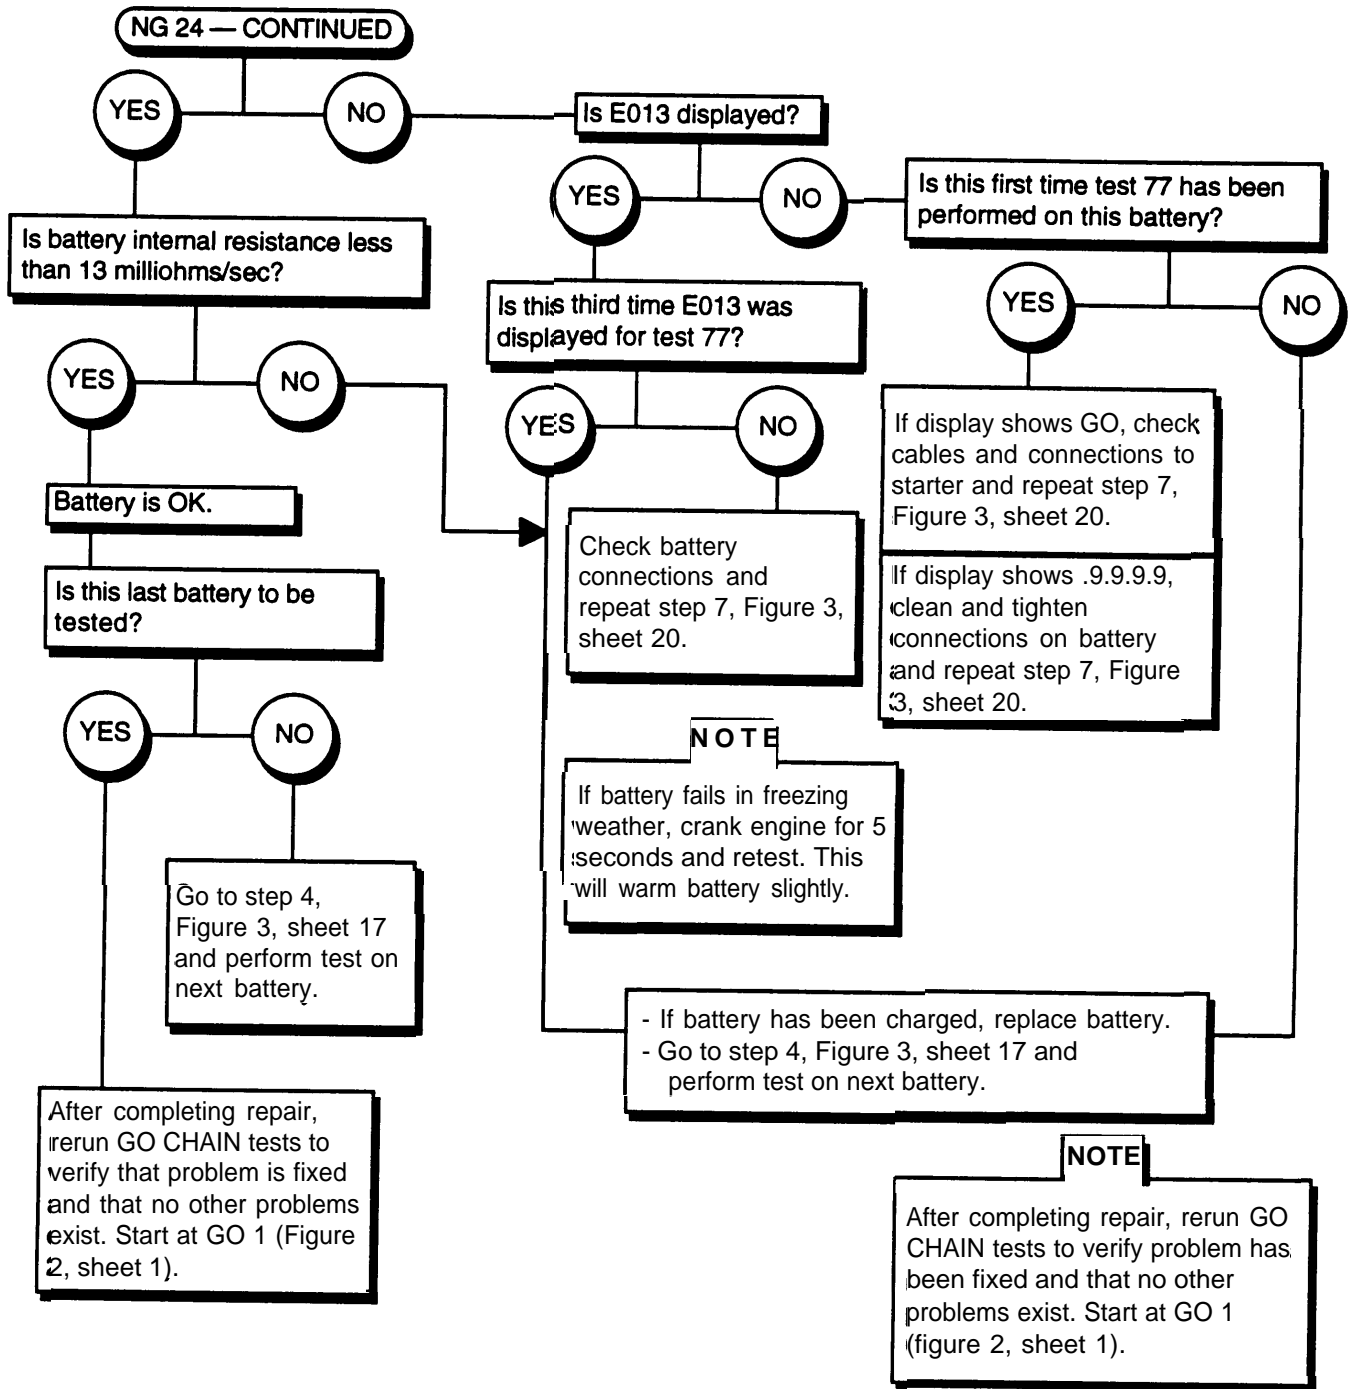 NG 24 — CONTINUED
YES
NO
Is E013 displayed?
YES
NO
Is this first time test 77 has been
performed on this battery?
Is battery internal resistance less
than 13 milliohms/sec?
Is this third time E013 was
displayed for test 77?
YES
NO
YES
NO
YES
NO
If display shows GO, check
cables and connections to
starter and repeat step 7,
Figure 3, sheet 20.
If display shows .9.9.9.9,
clean and tighten
connections on battery
and repeat step 7, Figure
3, sheet 20.
Battery is OK.
Is this last battery to be
tested?
Check battery
connections and
repeat step 7, Figure 3,
sheet 20.
YES
NO
NOTE
If battery fails in freezing
weather, crank engine for 5
seconds and retest. This
will warm battery slightly.
Go to step 4,
Figure 3, sheet 17
and perform test on
next battery.
- If battery has been charged, replace battery.
- Go to step 4, Figure 3, sheet 17 and
perform test on next battery.
After completing repair,
rerun GO CHAIN tests to
verify that problem is fixed
and that no other problems
exist. Start at GO 1 (Figure
2, sheet 1).
NOTE
After completing repair, rerun GO
CHAIN tests to verify problem has
been fixed and that no other
problems exist. Start at GO 1
(figure 2, sheet 1).